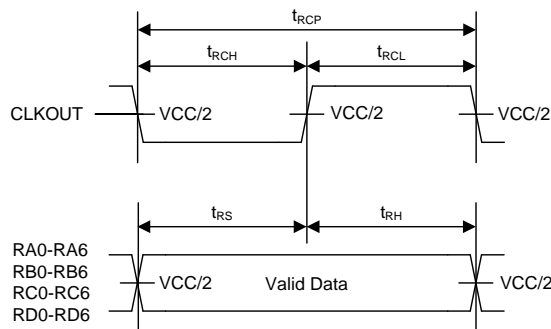 tRCP
tRCH tRCL
CLKOUT VCC/2 VCC/2 VCC/2
tRS tRH
RA0-RA6
RB0-RB6
RC0-RC6
RD0-RD6
VCC/2 Valid Data VCC/2